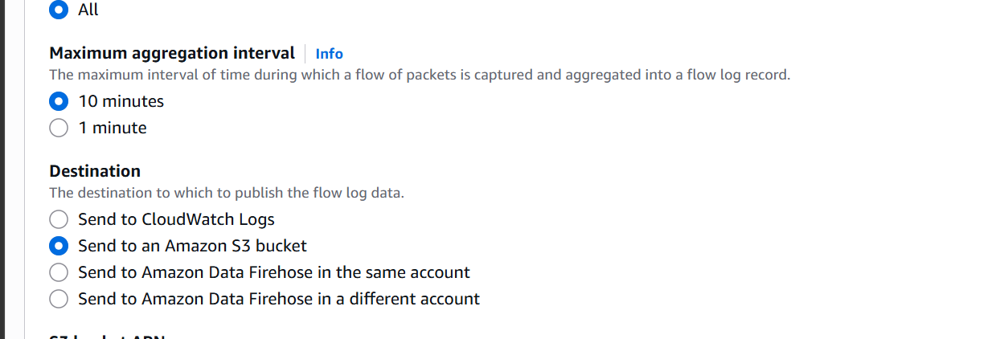 All
Maximum aggregation interval Info
The maximum interval of time during which a flow of packets is captured and aggregated into a flow log record.
10 minutes
1 minute
Destination
The destination to which to publish the flow log data.
Send to CloudWatch Logs
Send to an Amazon S3 bucket
Send to Amazon Data Firehose in the same account
Send to Amazon Data Firehose in a different account
S3 bucket ARN